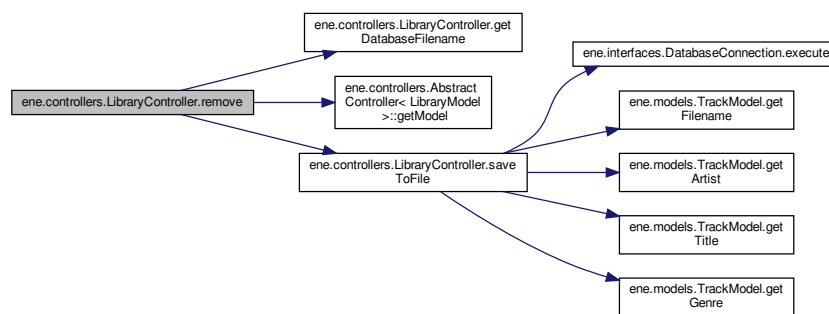 ene.controllers.LibraryController.remove
ene.controllers.LibraryController.get
DatabaseFilename
ene.controllers.Abstract
Controller< LibraryModel
>::getModel
ene.controllers.LibraryController.save
ToFile
ene.interfaces.DatabaseConnection.execute
ene.models.TrackModel.get
Filename
ene.models.TrackModel.get
Artist
ene.models.TrackModel.get
Title
ene.models.TrackModel.get
Genre